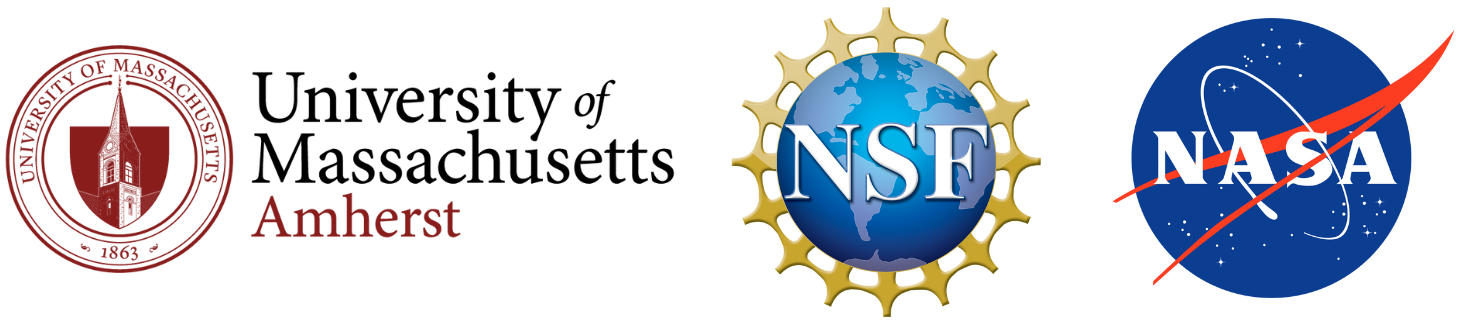 UNIVERSITY OF MASSACHUSETTS
1863
University of
Massachusetts
Amherst
NSF
NASA